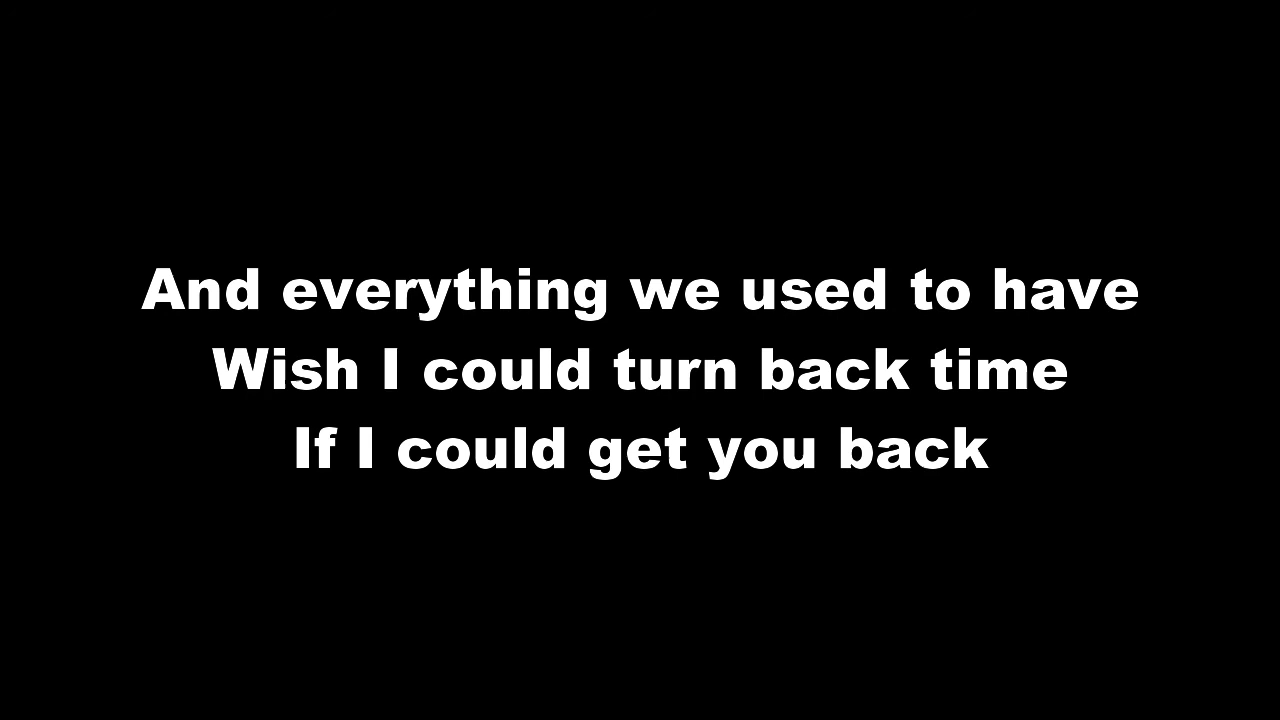 And everything we used to have
Wish I could turn back time
If I could get you back